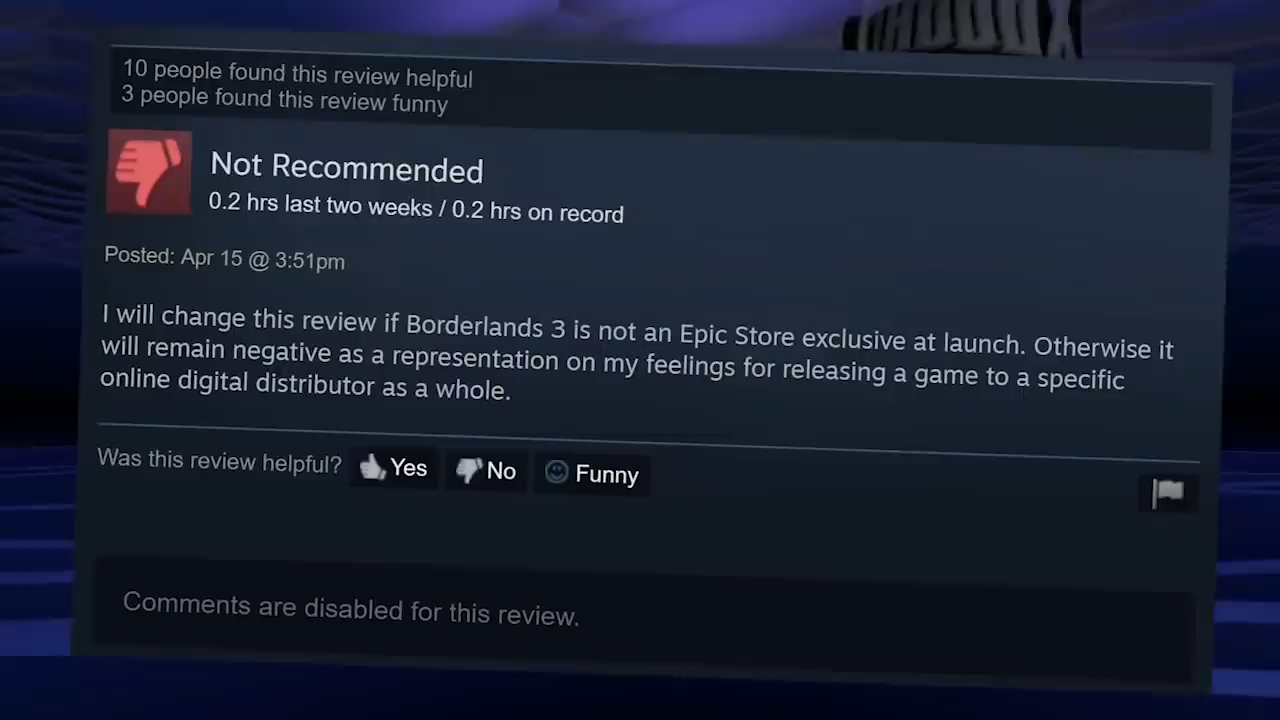 MADDOX
10 people found this review helpful
3 people found this review funny
Not Recommended
0.2 hrs last two weeks / 0.2 hrs on record
Posted: Apr 15 @ 3:51pm
I will change this review if Borderlands 3 is not an Epic Store exclusive at launch. Otherwise it
will remain negative as a representation on my feelings for releasing a game to a specific
online digital distributor as a whole.
Was this review helpful? Yes No Funny
Comments are disabled for this review.